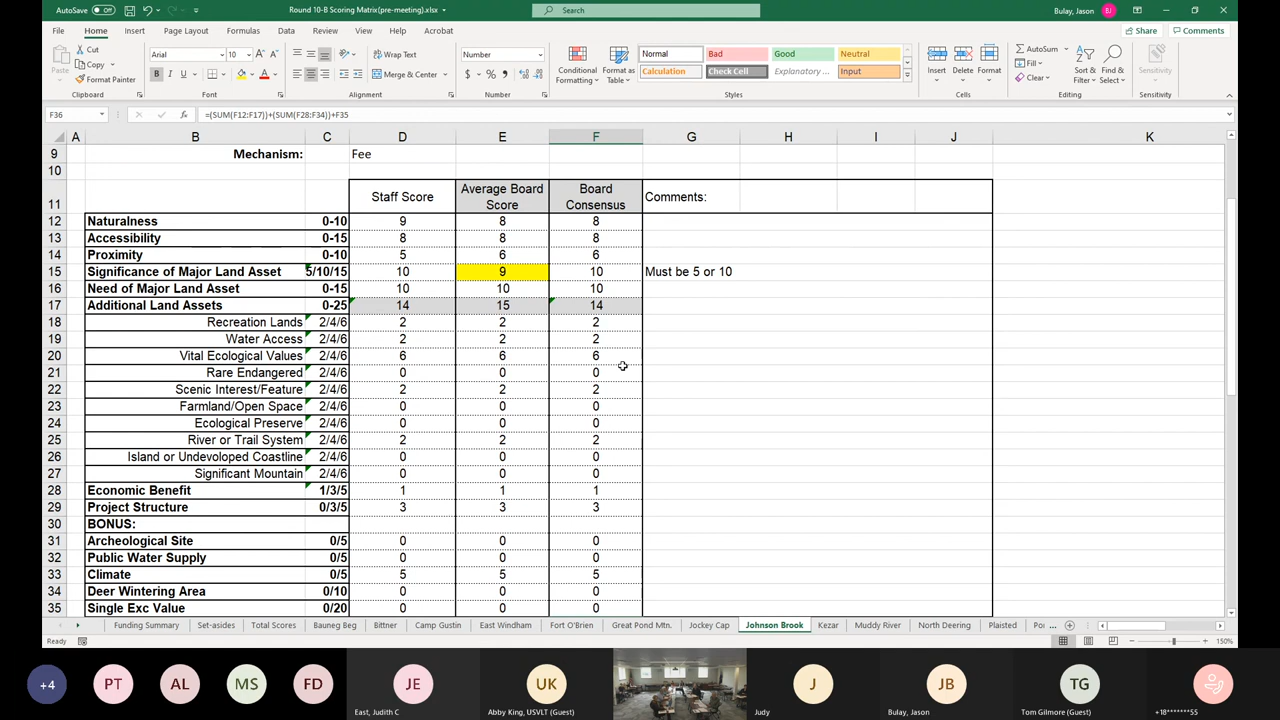 AutoSave Off Round 10-B Scoring Matrix(pre-meeting).xlsx Search Bulay, Jason BJ
File Home Insert Page Layout Formulas Data Review View Help Acrobat Share Comments
Paste Cut Copy Format Painter Clipboard
Arial 10 Font
Wrap Text Merge & Center Alignment
Number Number
Conditional Formatting Format as Table
Normal Bad Good Neutral
Calculation Check Cell Explanatory ... Input
Styles
Insert Delete Format Cells
AutoSum Fill Clear Sort & Filter Find & Select Editing
Sensitivity Sensitivity
F36 =(SUM(F12:F17))+(SUM(F28:F34))+F35
A B C D E F G H I J K
9 Mechanism: Fee
10
11 Staff Score Average Board Score Board Consensus Comments:
12 Naturalness 0-10 9 8 8
13 Accessibility 0-15 8 8 8
14 Proximity 0-10 5 6 6
15 Significance of Major Land Asset 5/10/15 10 9 10 Must be 5 or 10
16 Need of Major Land Asset 0-15 10 10 10
17 Additional Land Assets 0-25 14 15 14
18 Recreation Lands 2/4/6 2 2 2
19 Water Access 2/4/6 2 2 2
20 Vital Ecological Values 2/4/6 6 6 6
21 Rare Endangered 2/4/6 0 0 0
22 Scenic Interest/Feature 2/4/6 2 2 2
23 Farmland/Open Space 2/4/6 0 0 0
24 Ecological Preserve 2/4/6 0 0 0
25 River or Trail System 2/4/6 2 2 2
26 Island or Undevoloped Coastline 2/4/6 0 0 0
27 Significant Mountain 2/4/6 0 0 0
28 Economic Benefit 1/3/5 1 1 1
29 Project Structure 0/3/5 3 3 3
30 BONUS:
31 Archeological Site 0/5 0 0 0
32 Public Water Supply 0/5 0 0 0
33 Climate 0/5 5 5 5
34 Deer Wintering Area 0/10 0 0 0
35 Single Exc Value 0/20 0 0 0
Funding Summary Set-asides Total Scores Bauneg Beg Bittner Camp Gustin East Windham Fort O'Brien Great Pond Mtn. Jockey Cap Johnson Brook Kezar Muddy River North Deering Plaisted Poi ...
Ready 150%
+4 PT AL MS FD JE UK J JB TG
East, Judith C Abby King, USVLT (Guest) Judy Bulay, Jason Tom Gilmore (Guest) +18*******55